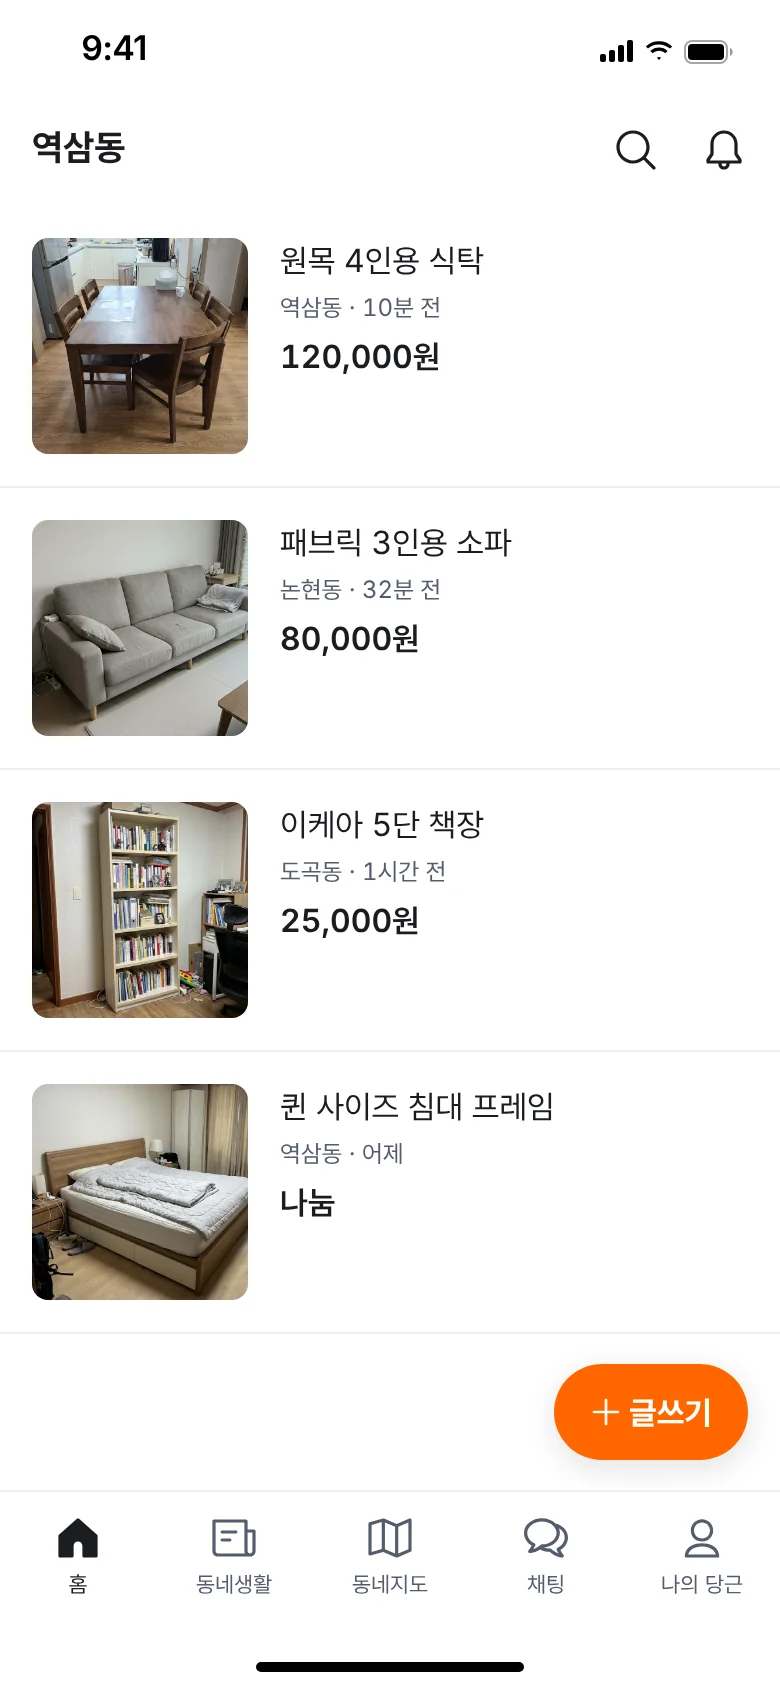 9:41
역삼동
원목 4인용 식탁
역삼동 · 10분 전
120,000원
패브릭 3인용 소파
논현동 · 32분 전
80,000원
이케아 5단 책장
도곡동 · 1시간 전
25,000원
퀸 사이즈 침대 프레임
역삼동 · 어제
나눔
글쓰기
홈
동네생활
동네지도
채팅
나의 당근